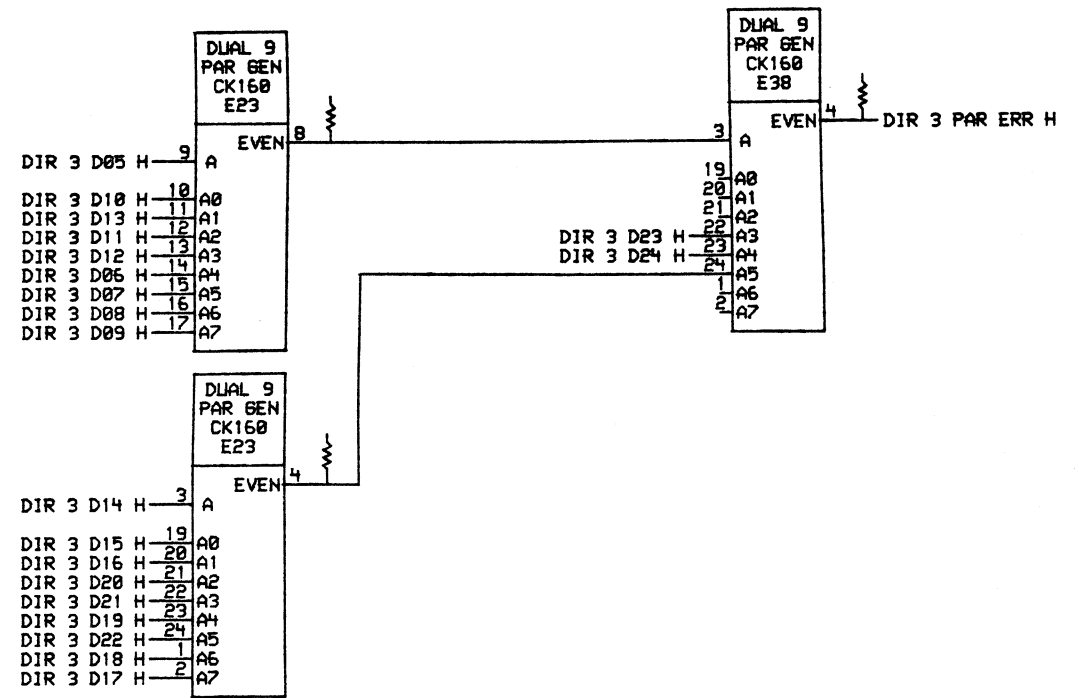 DUAL 9
PAR GEN
CK160
E23
EVEN 8
DIR 3 D05 H 9 A
DIR 3 D10 H 10 A0
DIR 3 D13 H 11 A1
DIR 3 D11 H 12 A2
DIR 3 D12 H 13 A3
DIR 3 D06 H 14 A4
DIR 3 D07 H 15 A5
DIR 3 D08 H 16 A6
DIR 3 D09 H 17 A7
DUAL 9
PAR GEN
CK160
E38
EVEN 4 DIR 3 PAR ERR H
3 A
19 A0
20 A1
21 A2
DIR 3 D23 H 22 A3
DIR 3 D24 H 23 A4
24 A5
1 A6
2 A7
DUAL 9
PAR GEN
CK160
E23
EVEN 4
DIR 3 D14 H 3 A
DIR 3 D15 H 19 A0
DIR 3 D16 H 20 A1
DIR 3 D20 H 21 A2
DIR 3 D21 H 22 A3
DIR 3 D19 H 23 A4
DIR 3 D22 H 24 A5
DIR 3 D18 H 1 A6
DIR 3 D17 H 2 A7